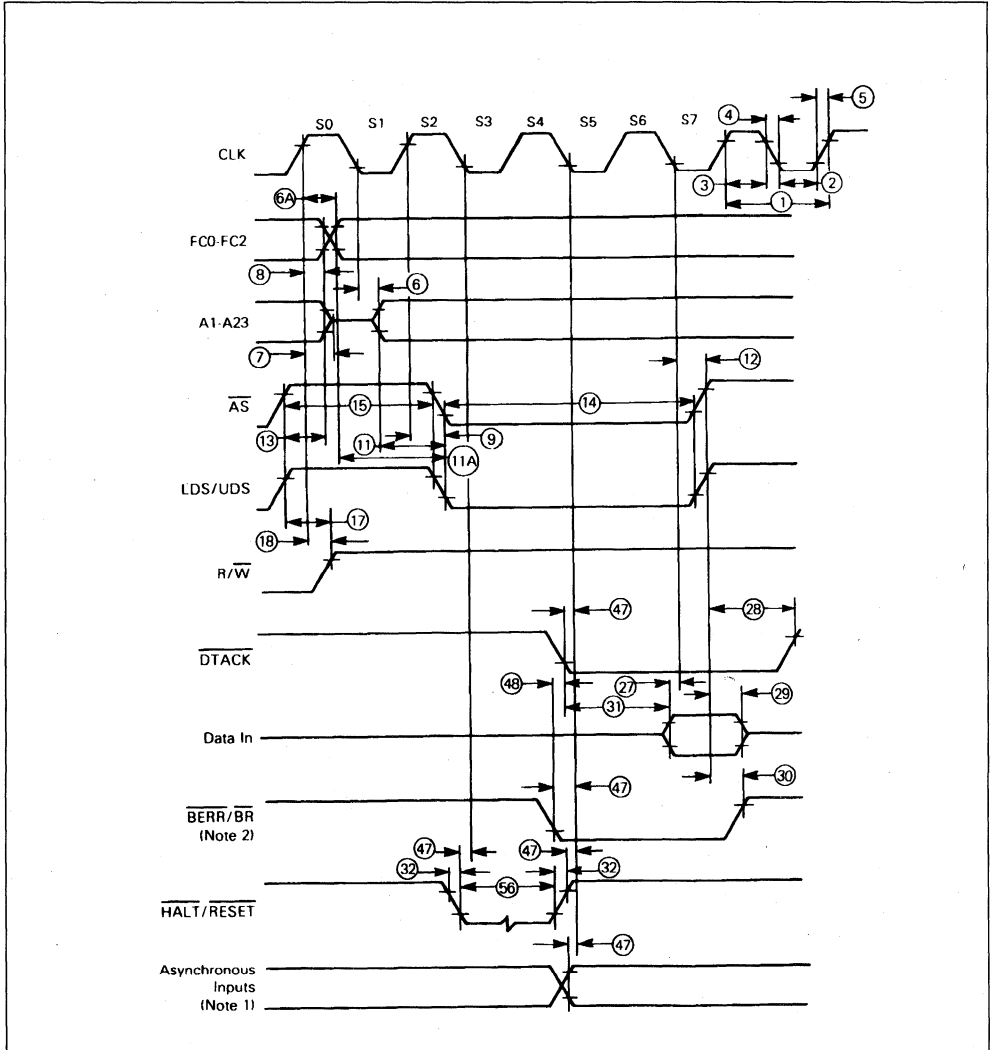 5
4
S0 S1 S2 S3 S4 S5 S6 S7
CLK
3
2
1
6A
FC0-FC2
8
6
A1-A23
7
12
AS
15
14
13
11
9
11A
LDS/UDS
17
18
R/W
47
28
DTACK
48
27
29
31
Data In
47
30
BERR/BR
(Note 2)
47
47
32
56
32
HALT/RESET
47
Asynchronous
Inputs
(Note 1)